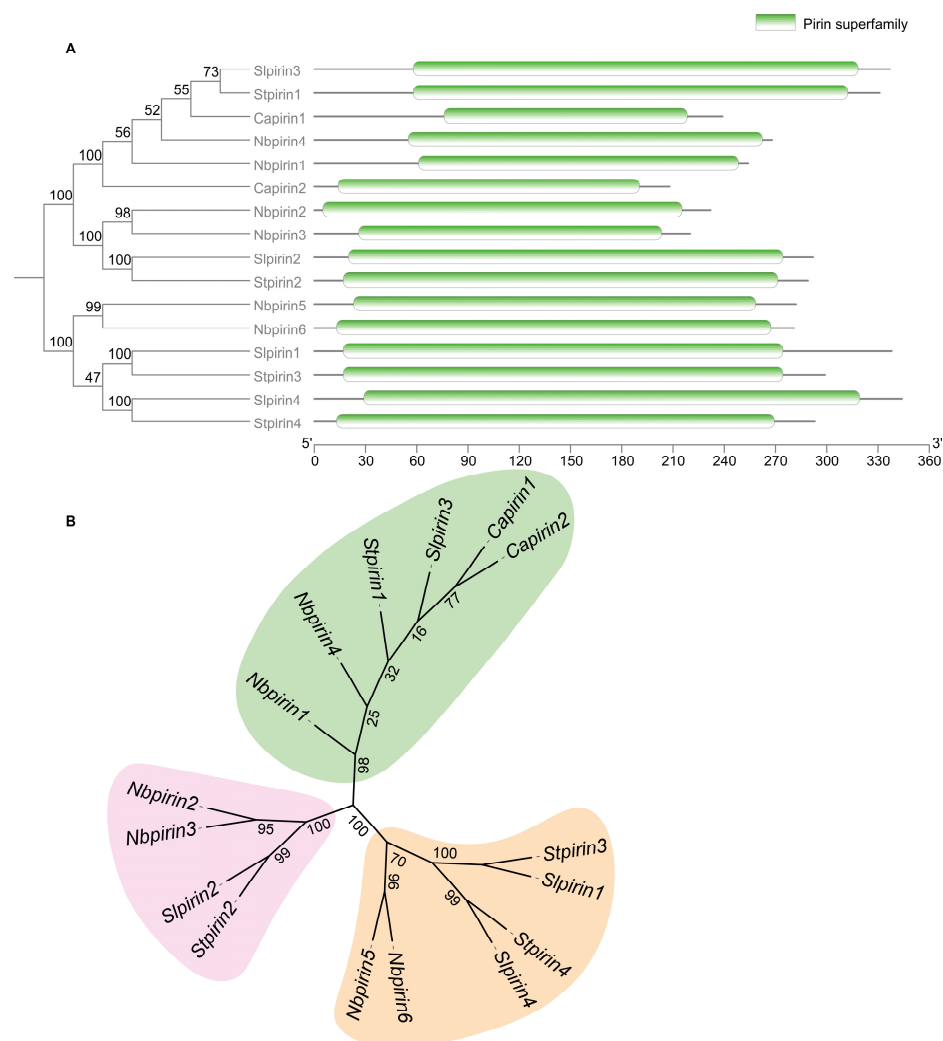 Pirin superfamily
A
73 Slpirin3
Stpirin1
55
Capirin1
52
Nbpirin4
56
Nbpirin1
100
Capirin2
100
98 Nbpirin2
Nbpirin3
100
100 Slpirin2
Stpirin2
99 Nbpirin5
Nbpirin6
100
100 Slpirin1
Stpirin3
47
100 Slpirin4
Stpirin4
5' 3'
0 30 60 90 120 150 180 210 240 270 300 330 360
B
Capirin1
Slpirin3
Capirin2
Stpirin1
77
Nbpirin4
16
32
Nbpirin1
25
98
Nbpirin2
100
Nbpirin3 95 100
99
Slpirin2
Stpirin2
70 100 Stpirin3
Slpirin1
96 99
Stpirin4
Slpirin4
Nbpirin5
Nbpirin6